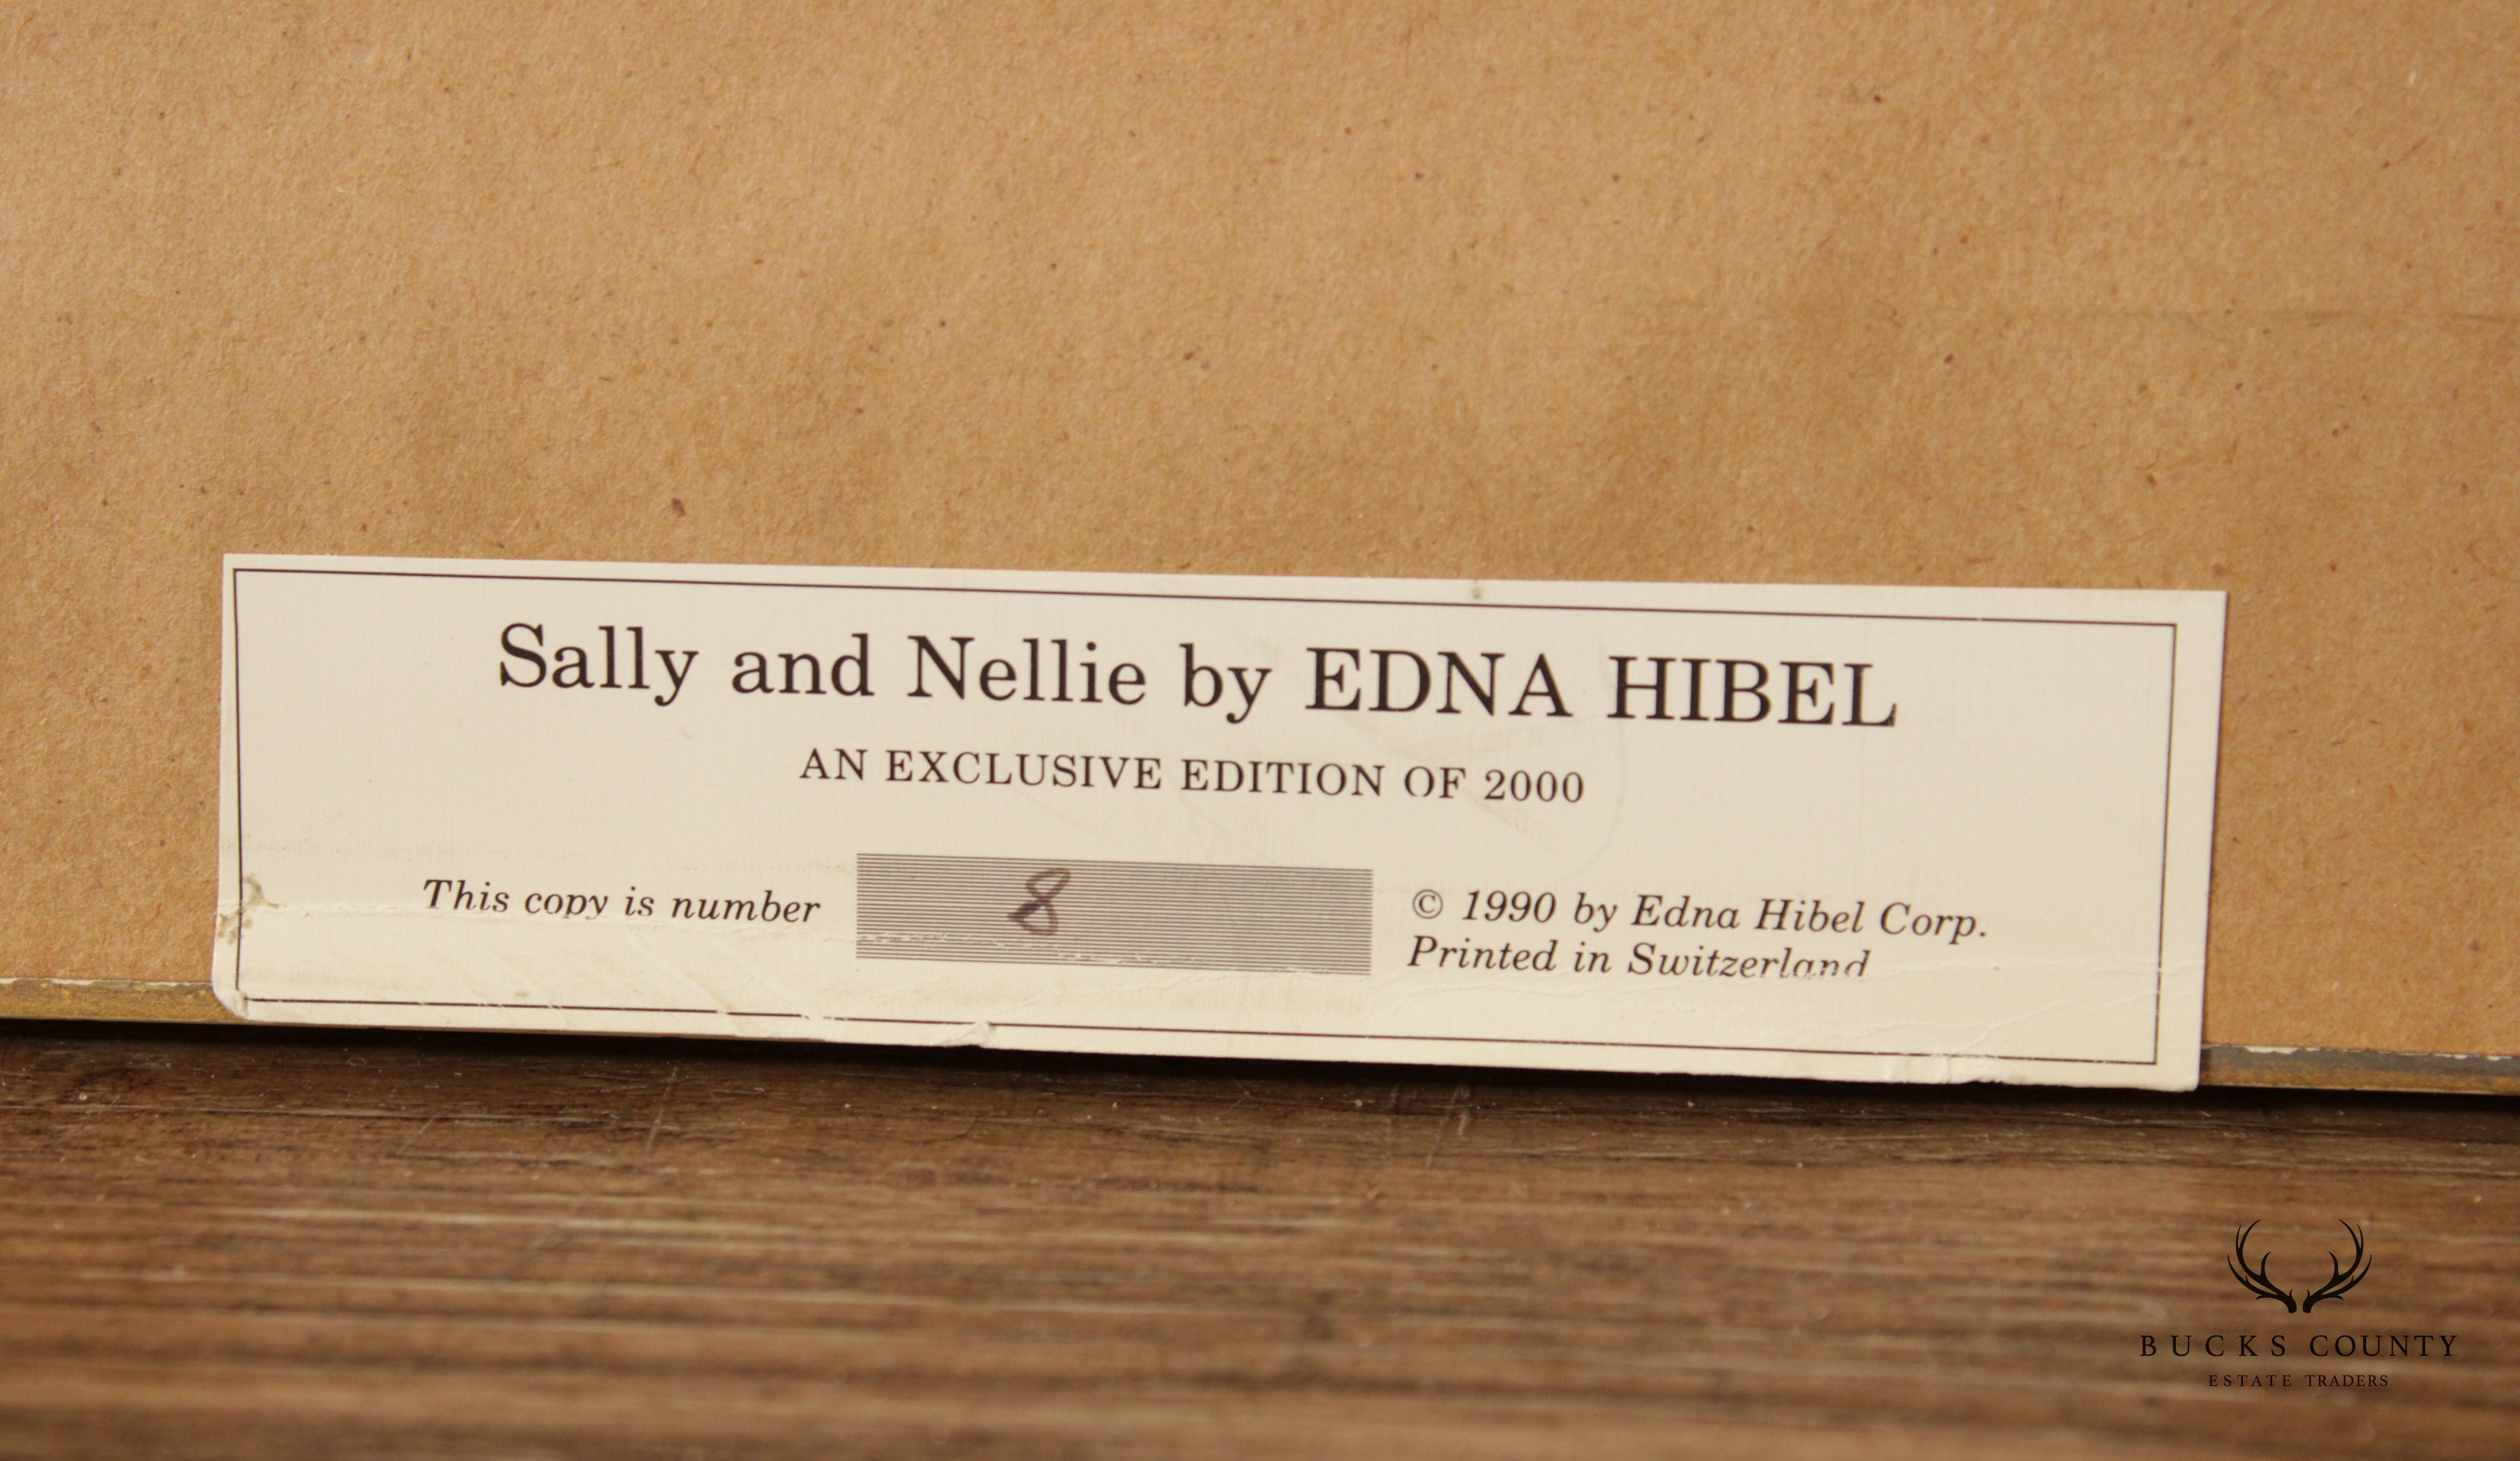 Sally and Nellie by EDNA HIBEL
AN EXCLUSIVE EDITION OF 2000
This copy is number 8
© 1990 by Edna Hibel Corp.
Printed in Switzerland
BUCKS COUNTY
ESTATE TRADERS